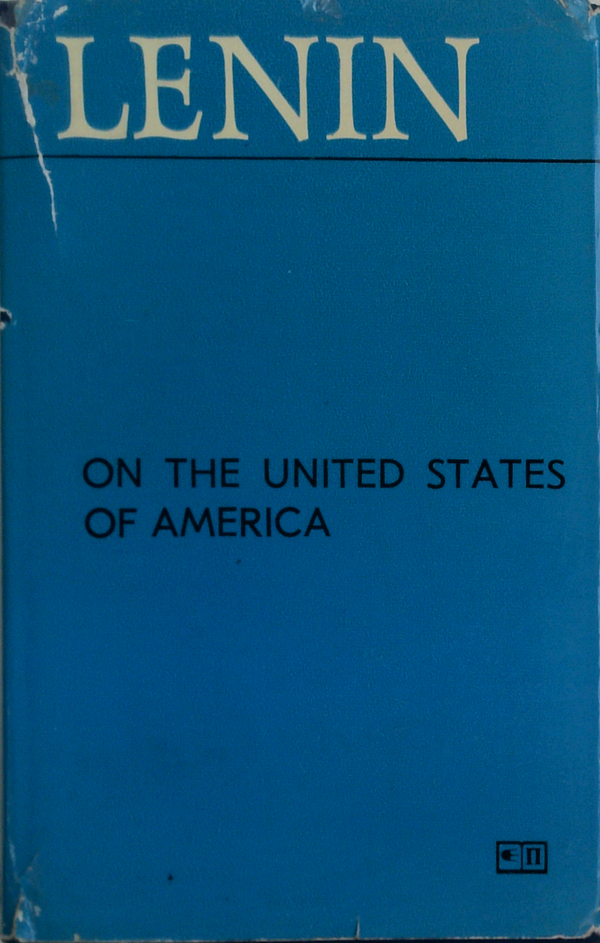 LENIN
ON THE UNITED STATES
OF AMERICA
П